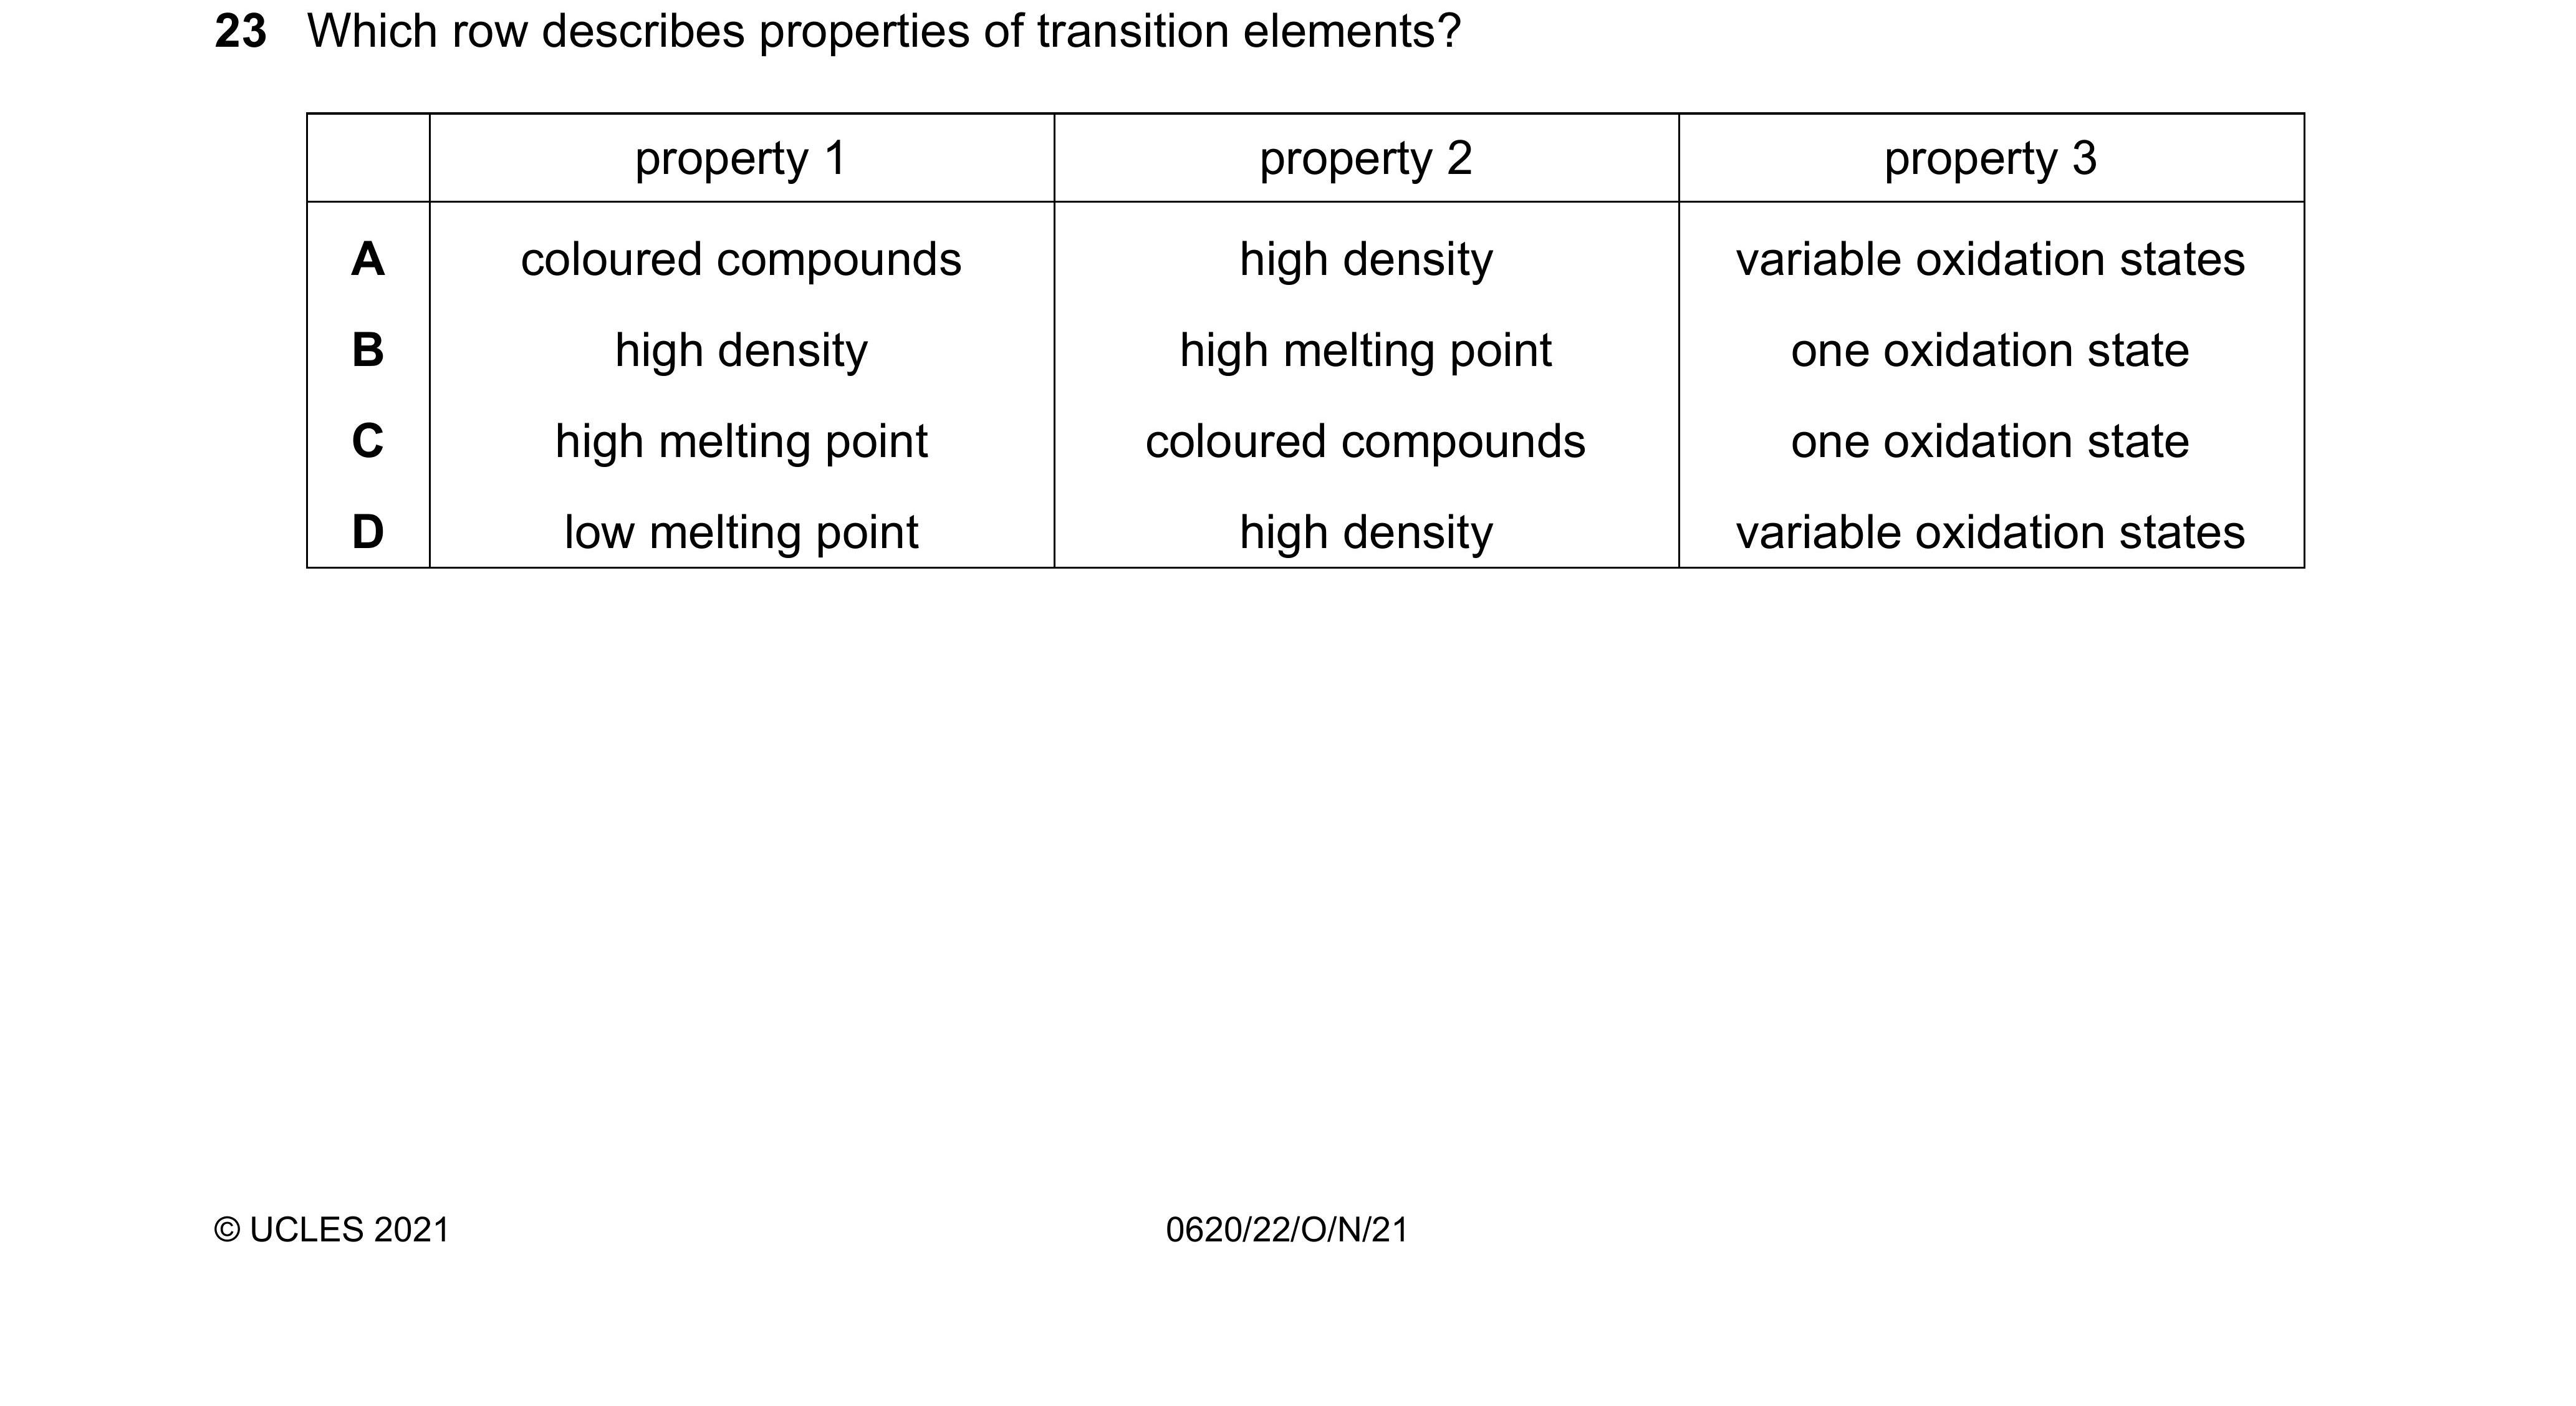 23 Which row describes properties of transition elements?
property 1 property 2 property 3
A coloured compounds high density variable oxidation states
B high density high melting point one oxidation state
C high melting point coloured compounds one oxidation state
D low melting point high density variable oxidation states
© UCLES 2021 0620/22/O/N/21